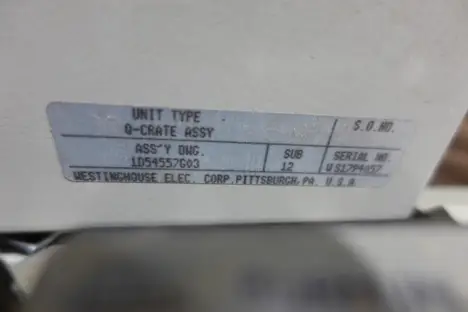 UNIT TYPE
Q-CRATE ASSY
S.O.NO.
ASS'Y DWG.
1D54557G03
SUB
12
SERIAL NO.
WESTINGHOUSE ELEC. CORP.PITTSBURGH,PA. U.S.A